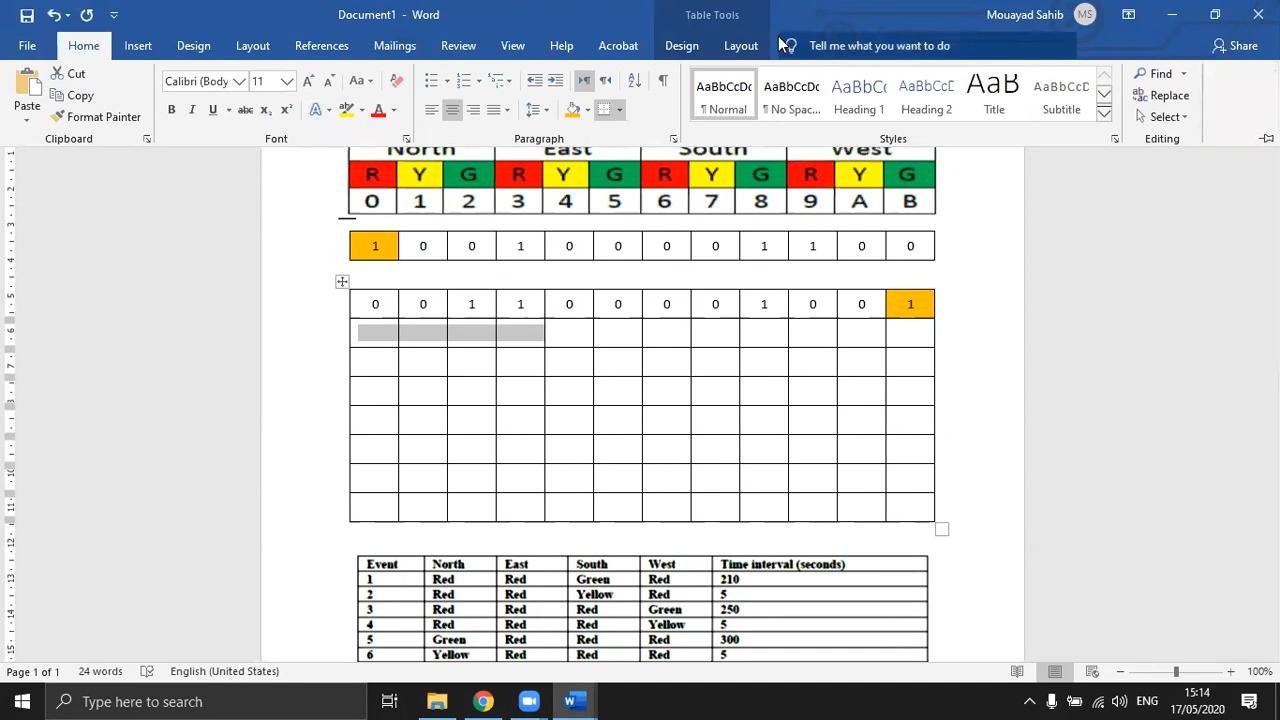 Document1 - Word
Table Tools
Mouayad Sahib
MS
File
Home
Insert
Design
Layout
References
Mailings
Review
View
Help
Acrobat
Design
Layout
Tell me what you want to do
Share
Paste
Cut
Copy
Format Painter
Clipboard
Calibri (Body
11
Font
Paragraph
AaBbCcDc
¶ Normal
AaBbCcDc
¶ No Spac...
AaBbCc
Heading 1
AaBbCcD
Heading 2
AaB
Title
AaBbCcD
Subtitle
Styles
Find
Replace
Select
Editing
North East South West
R Y G R Y G R Y G R Y G
0 1 2 3 4 5 6 7 8 9 A B
1 0 0 1 0 0 0 0 1 1 0 0
0 0 1 1 0 0 0 0 1 0 0 1
Event North East South West Time interval (seconds)
1 Red Red Green Red 210
2 Red Red Yellow Red 5
3 Red Red Red Green 250
4 Red Red Red Yellow 5
5 Green Red Red Red 300
6 Yellow Red Red Red 5
Page 1 of 1
24 words
English (United States)
100%
Type here to search
ENG
15:14
17/05/2020